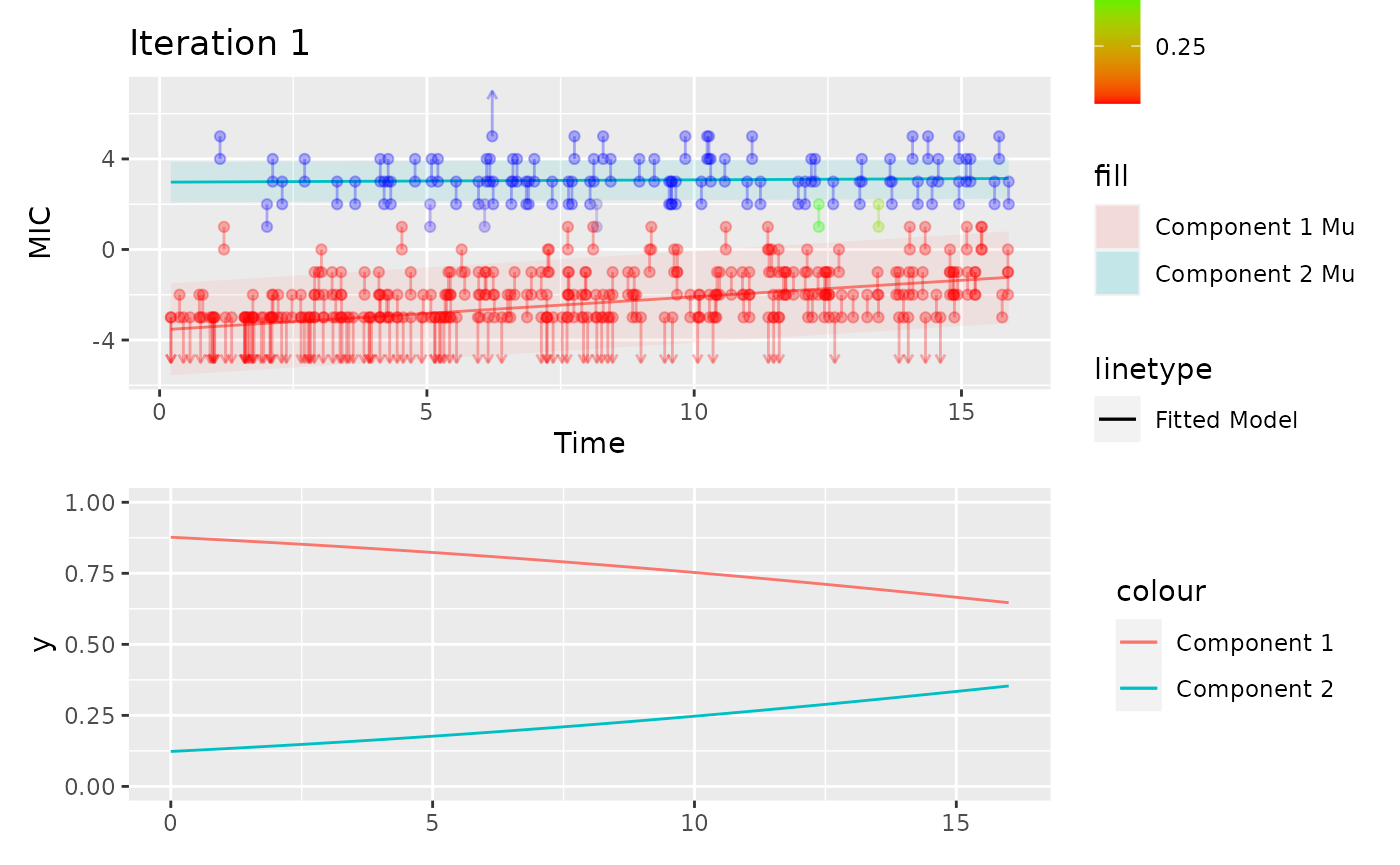 Iteration 1
MIC
4
0
-4
0
5
10
15
Time
0.25
fill
Component 1 Mu
Component 2 Mu
linetype
Fitted Model
y
1.00
0.75
0.50
0.25
0.00
0
5
10
15
colour
Component 1
Component 2